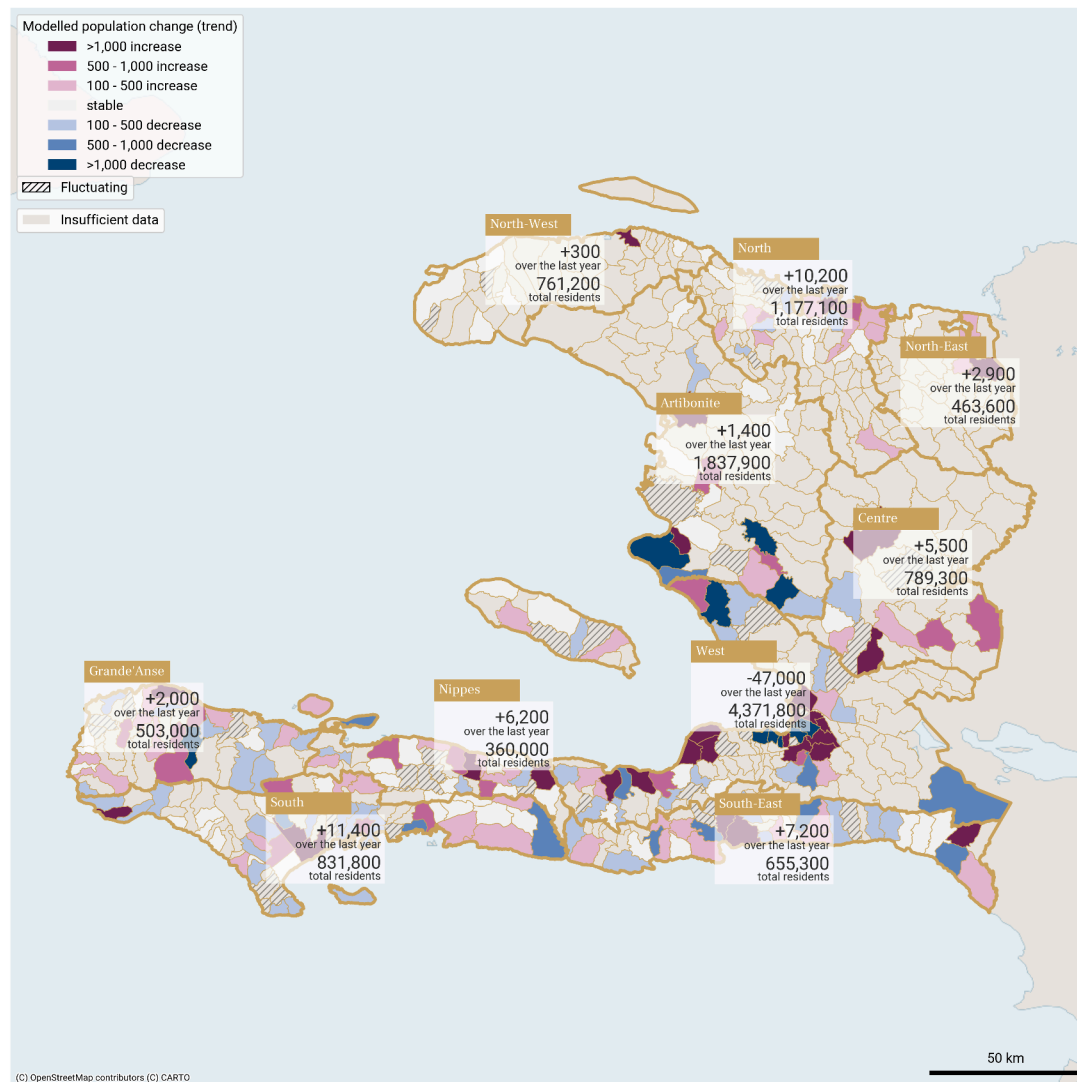 Modelled population change (trend)
>1,000 increase
500 - 1,000 increase
100 - 500 increase
stable
100 - 500 decrease
500 - 1,000 decrease
>1,000 decrease
Fluctuating
Insufficient data
North-West
+300
over the last year
761,200
total residents
North
+10,200
over the last year
1,177,100
total residents
North-East
+2,900
over the last year
463,600
total residents
Artibonite
+1,400
over the last year
1,837,900
total residents
Centre
+5,500
over the last year
789,300
total residents
West
-47,000
over the last year
4,371,800
total residents
Grande'Anse
+2,000
over the last year
503,000
total residents
Nippes
+6,200
over the last year
360,000
total residents
South
+11,400
over the last year
831,800
total residents
South-East
+7,200
over the last year
655,300
total residents
50 km
(C) OpenStreetMap contributors (C) CARTO